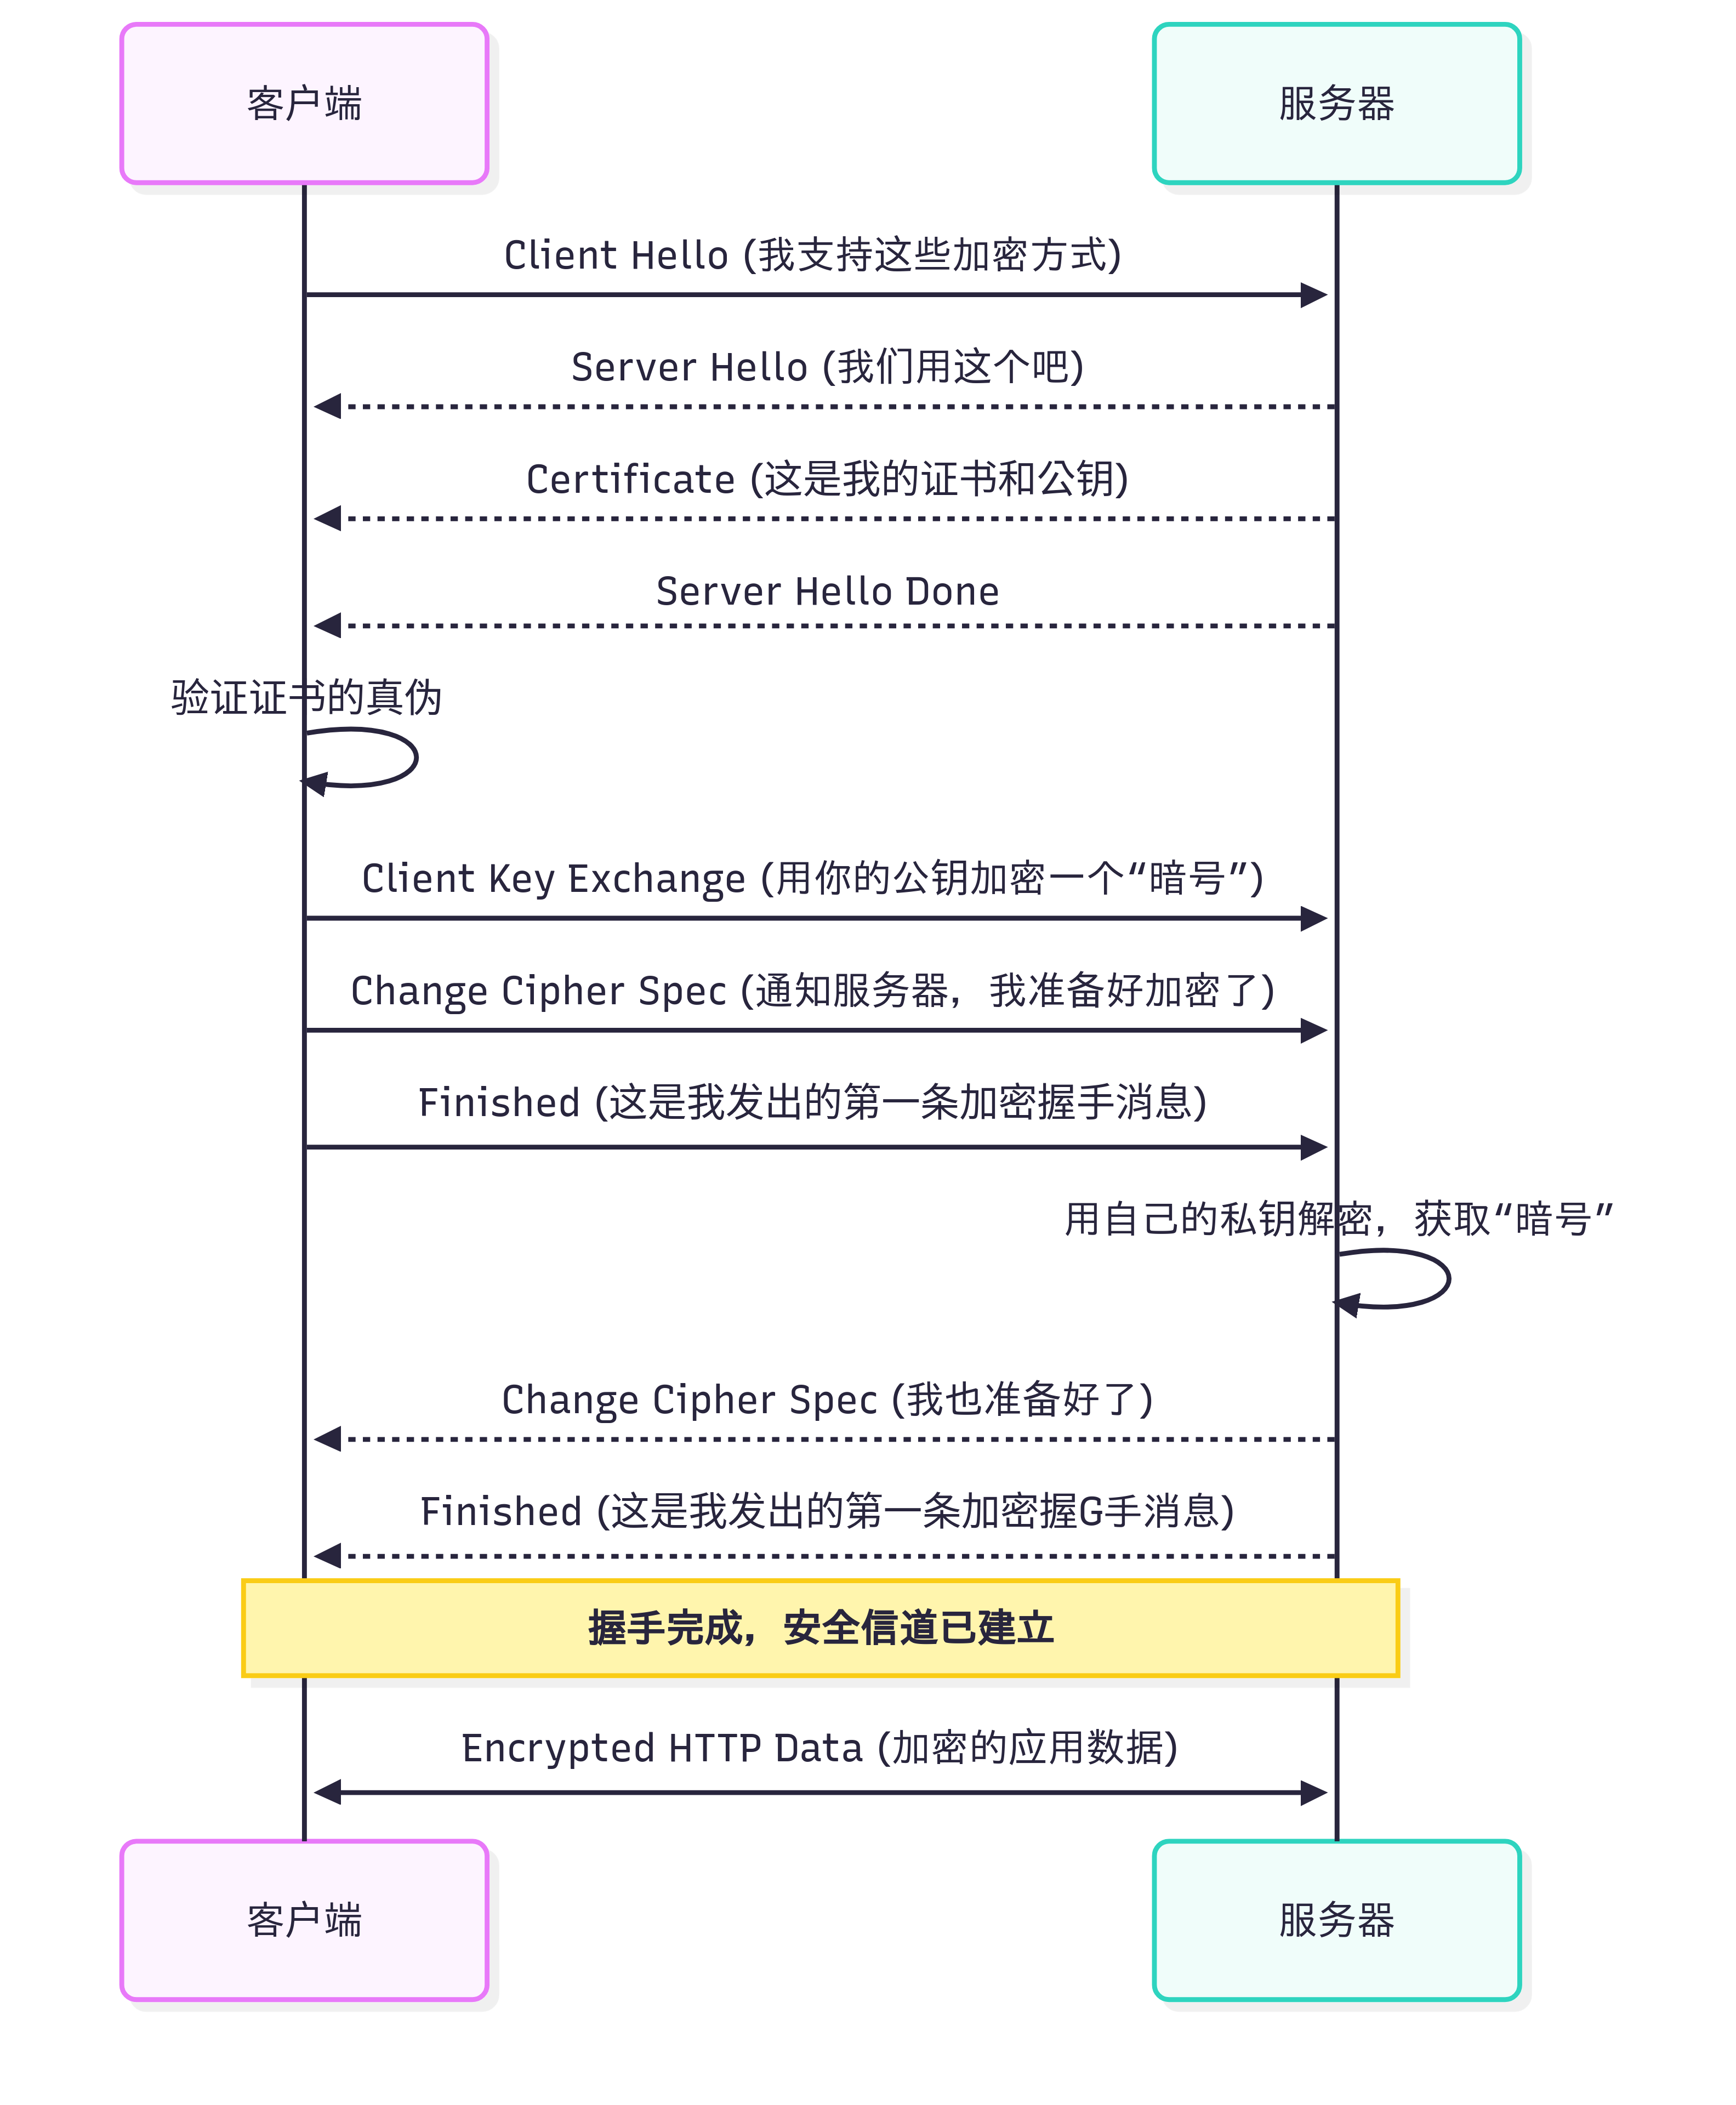 客户端
服务器
Client Hello (我支持这些加密方式)
Server Hello (我们用这个吧)
Certificate (这是我的证书和公钥)
Server Hello Done
验证证书的真伪
Client Key Exchange (用你的公钥加密一个“暗号”)
Change Cipher Spec (通知服务器，我准备好加密了)
Finished (这是我发出的第一条加密握手消息)
用自己的私钥解密，获取“暗号”
Change Cipher Spec (我也准备好了)
Finished (这是我发出的第一条加密握G手消息)
握手完成，安全信道已建立
Encrypted HTTP Data (加密的应用数据)
客户端
服务器